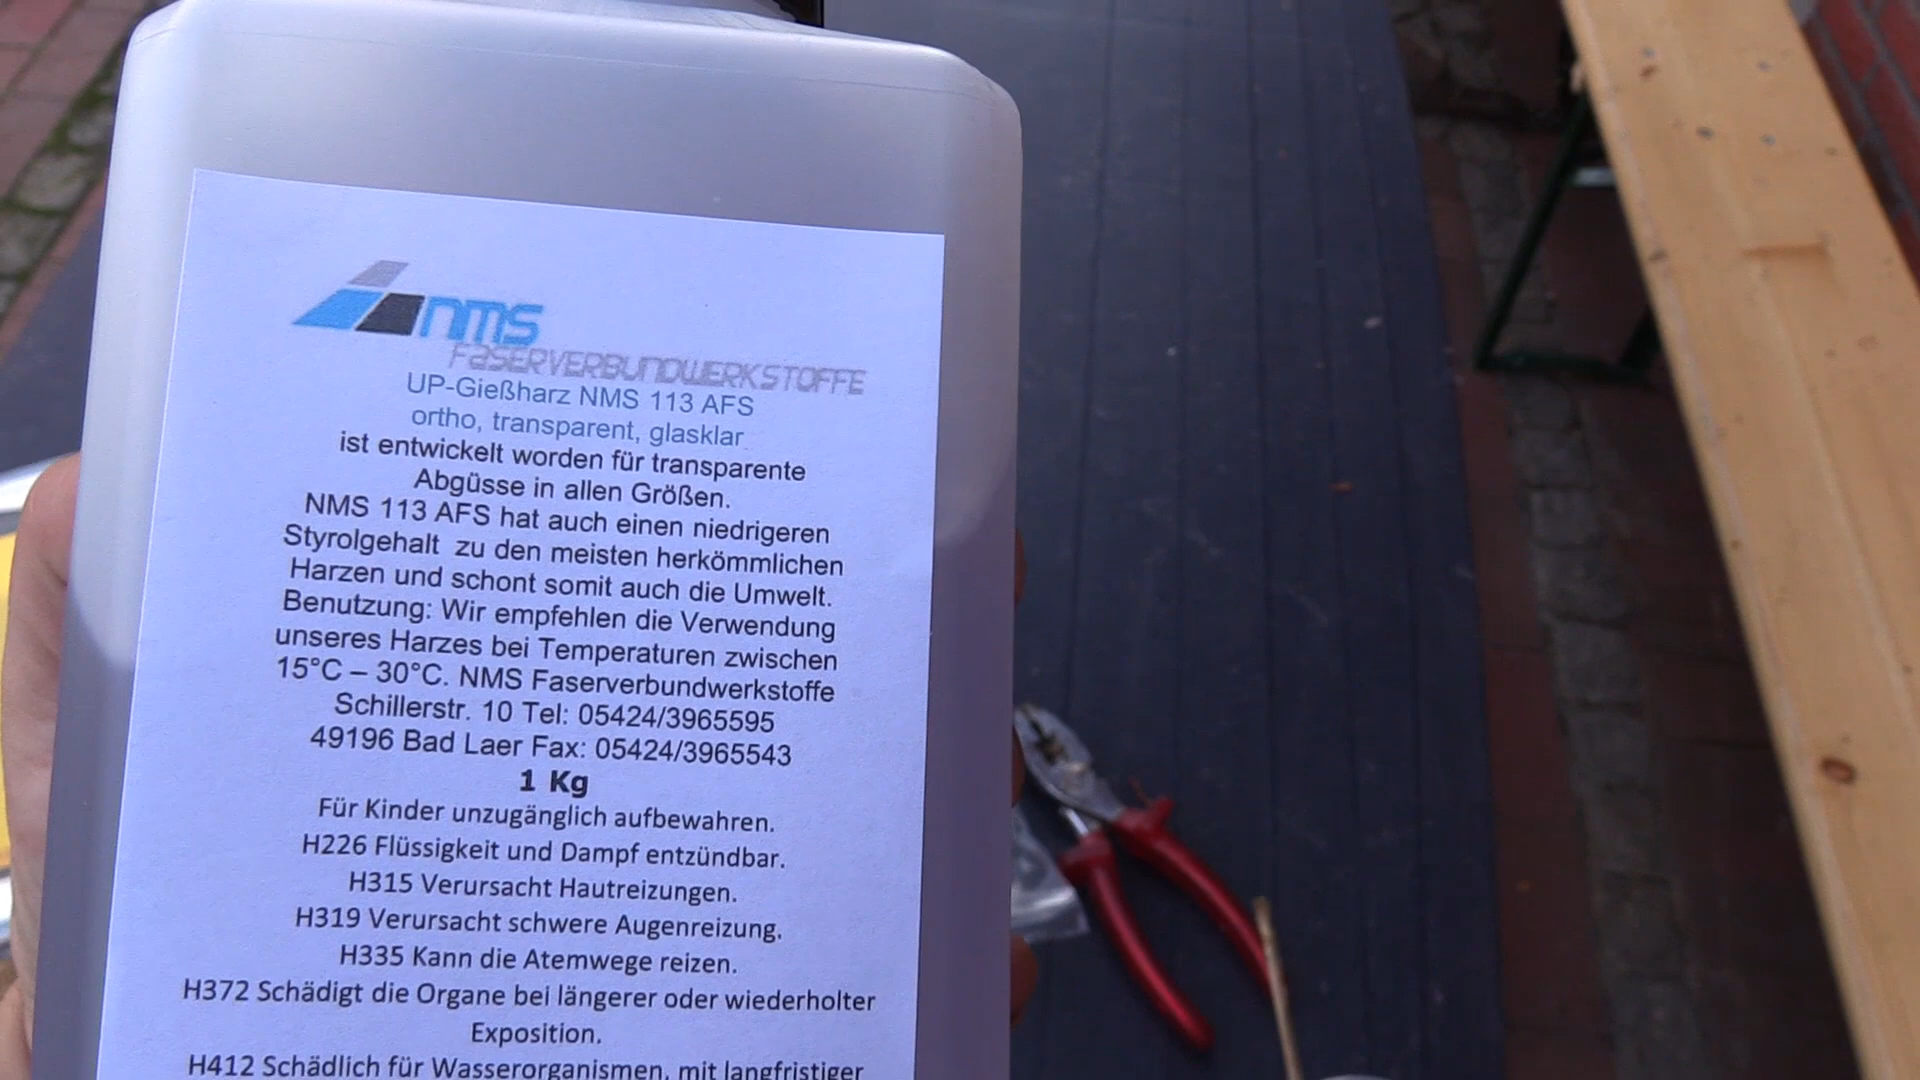 nms
FASERVERBUNDWERKSTOFFE
UP-Gießharz NMS 113 AFS
ortho, transparent, glasklar
ist entwickelt worden für transparente
Abgüsse in allen Größen.
NMS 113 AFS hat auch einen niedrigeren
Styrolgehalt zu den meisten herkömmlichen
Harzen und schont somit auch die Umwelt.
Benutzung: Wir empfehlen die Verwendung
unseres Harzes bei Temperaturen zwischen
15°C – 30°C. NMS Faserverbundwerkstoffe
Schillerstr. 10 Tel: 05424/3965595
49196 Bad Laer Fax: 05424/3965543
1 Kg
Für Kinder unzugänglich aufbewahren.
H226 Flüssigkeit und Dampf entzündbar.
H315 Verursacht Hautreizungen.
H319 Verursacht schwere Augenreizung.
H335 Kann die Atemwege reizen.
H372 Schädigt die Organe bei längerer oder wiederholter
Exposition.
H412 Schädlich für Wasserorganismen, mit langfristiger